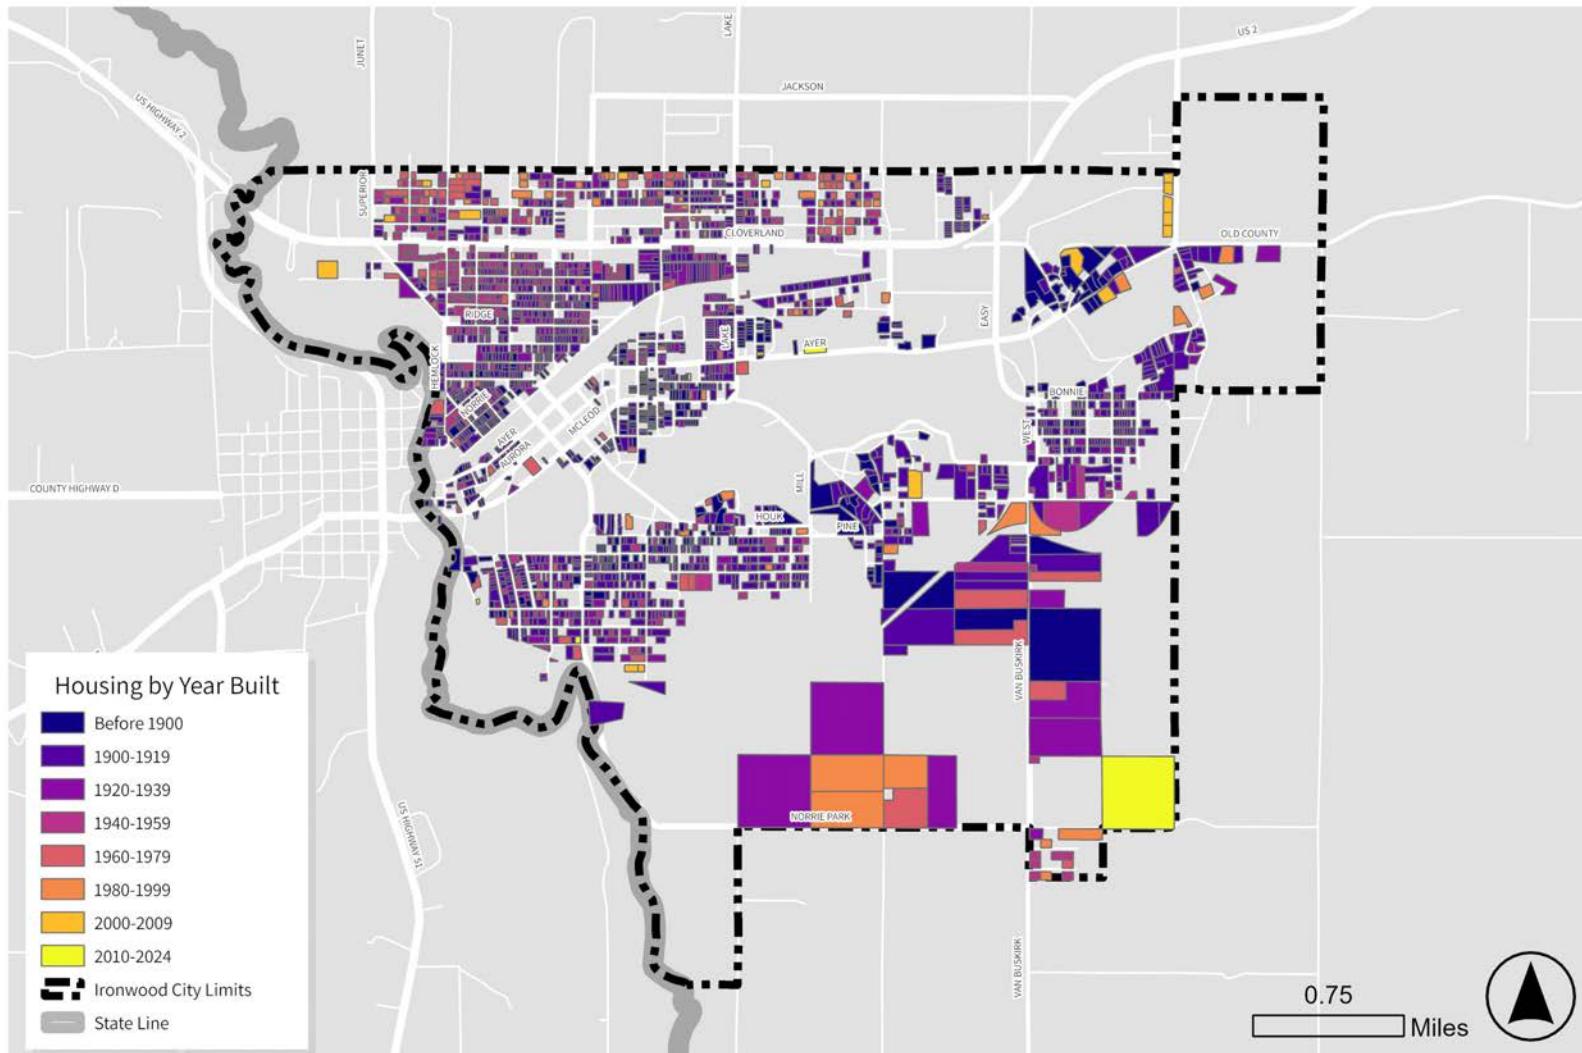 LAKE
JUNET
US 2
JACKSON
US HIGHWAY 2
SUPERIOR
CLOVERLAND
OLD COUNTY
RIDGE
EASY
LAKE
AYER
HEMLOCK
BONNIE
NORRIE
MCLEOD
WEST
AYER
AURORA
COUNTY HIGHWAY D
MILL
HOUK
PINE
VAN BUSKIRK
NORRIE PARK
US HIGHWAY 51
VAN BUSKIRK
Housing by Year Built
Before 1900
1900-1919
1920-1939
1940-1959
1960-1979
1980-1999
2000-2009
2010-2024
Ironwood City Limits
State Line
0.75
Miles